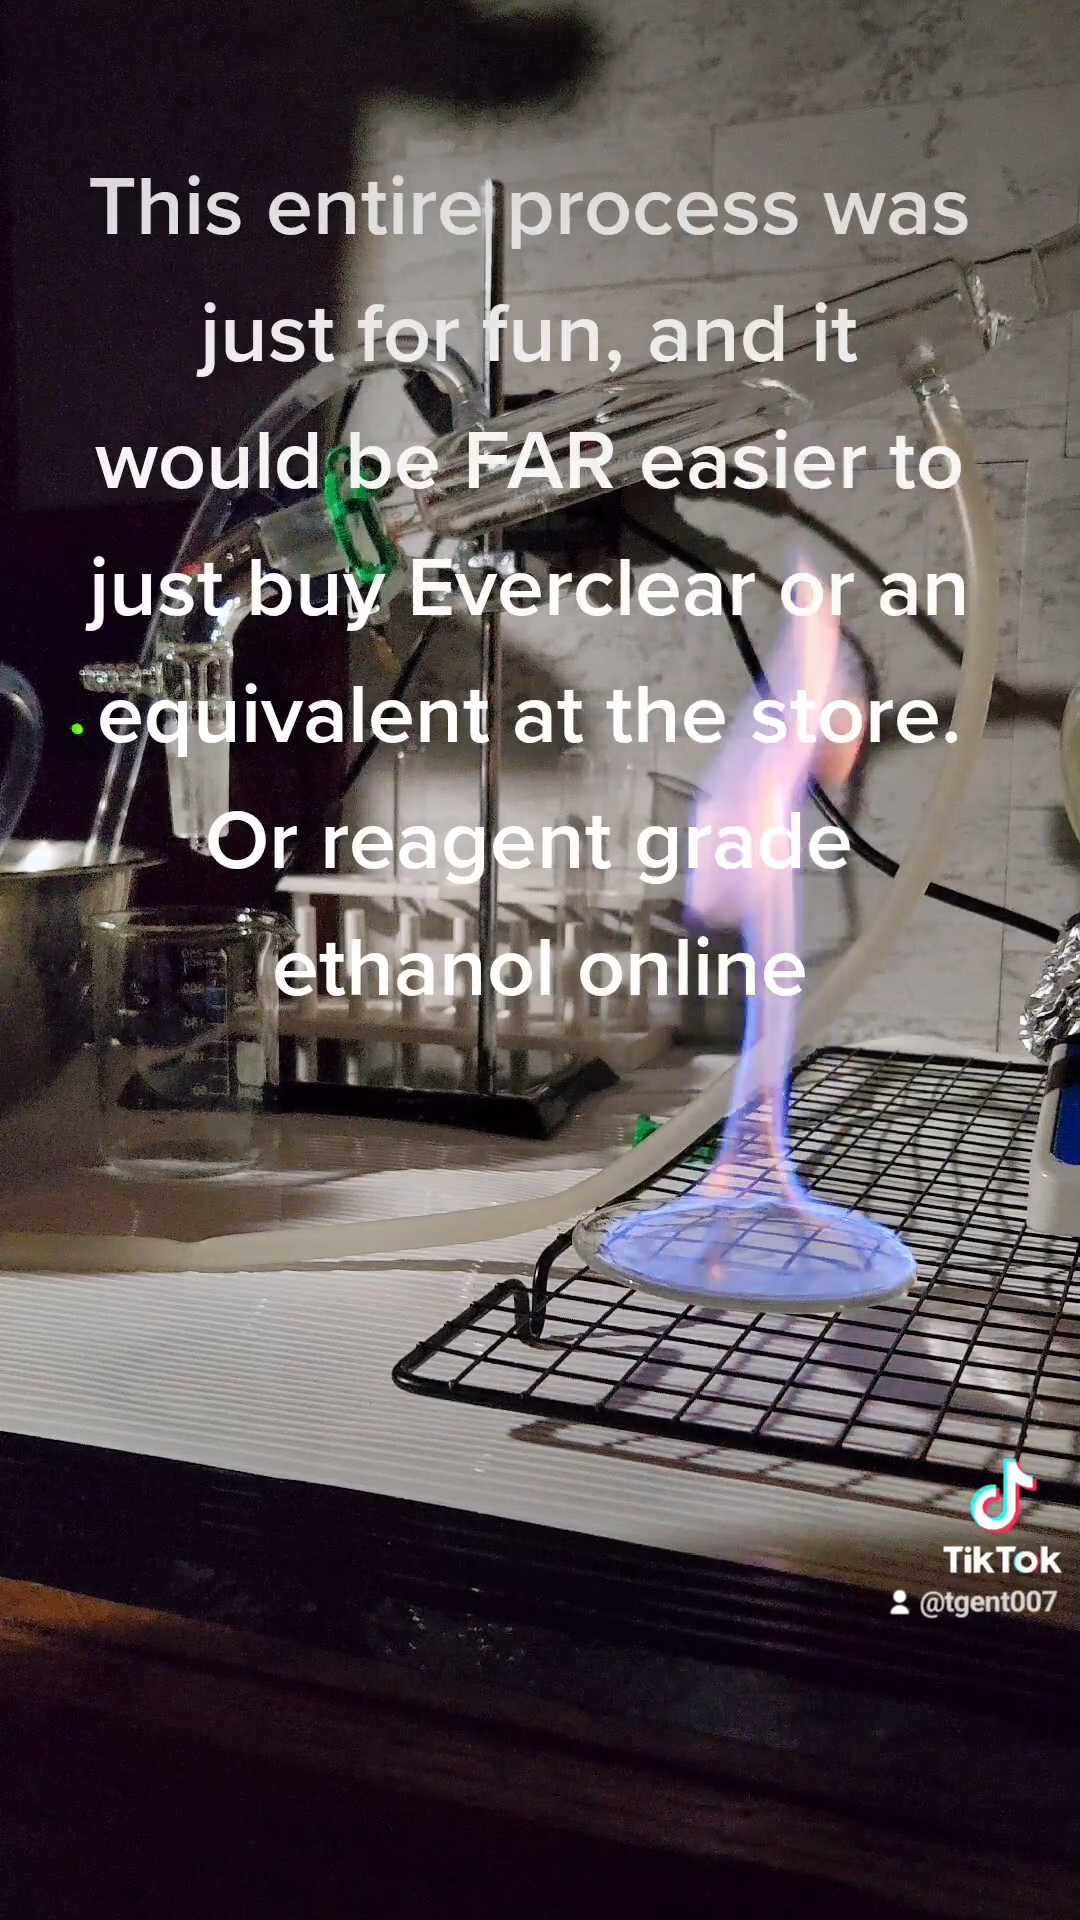 This entire process was
just for fun, and it
would be FAR easier to
just buy Everclear or an
equivalent at the store.
Or reagent grade
ethanol online
TikTok
@tgent007